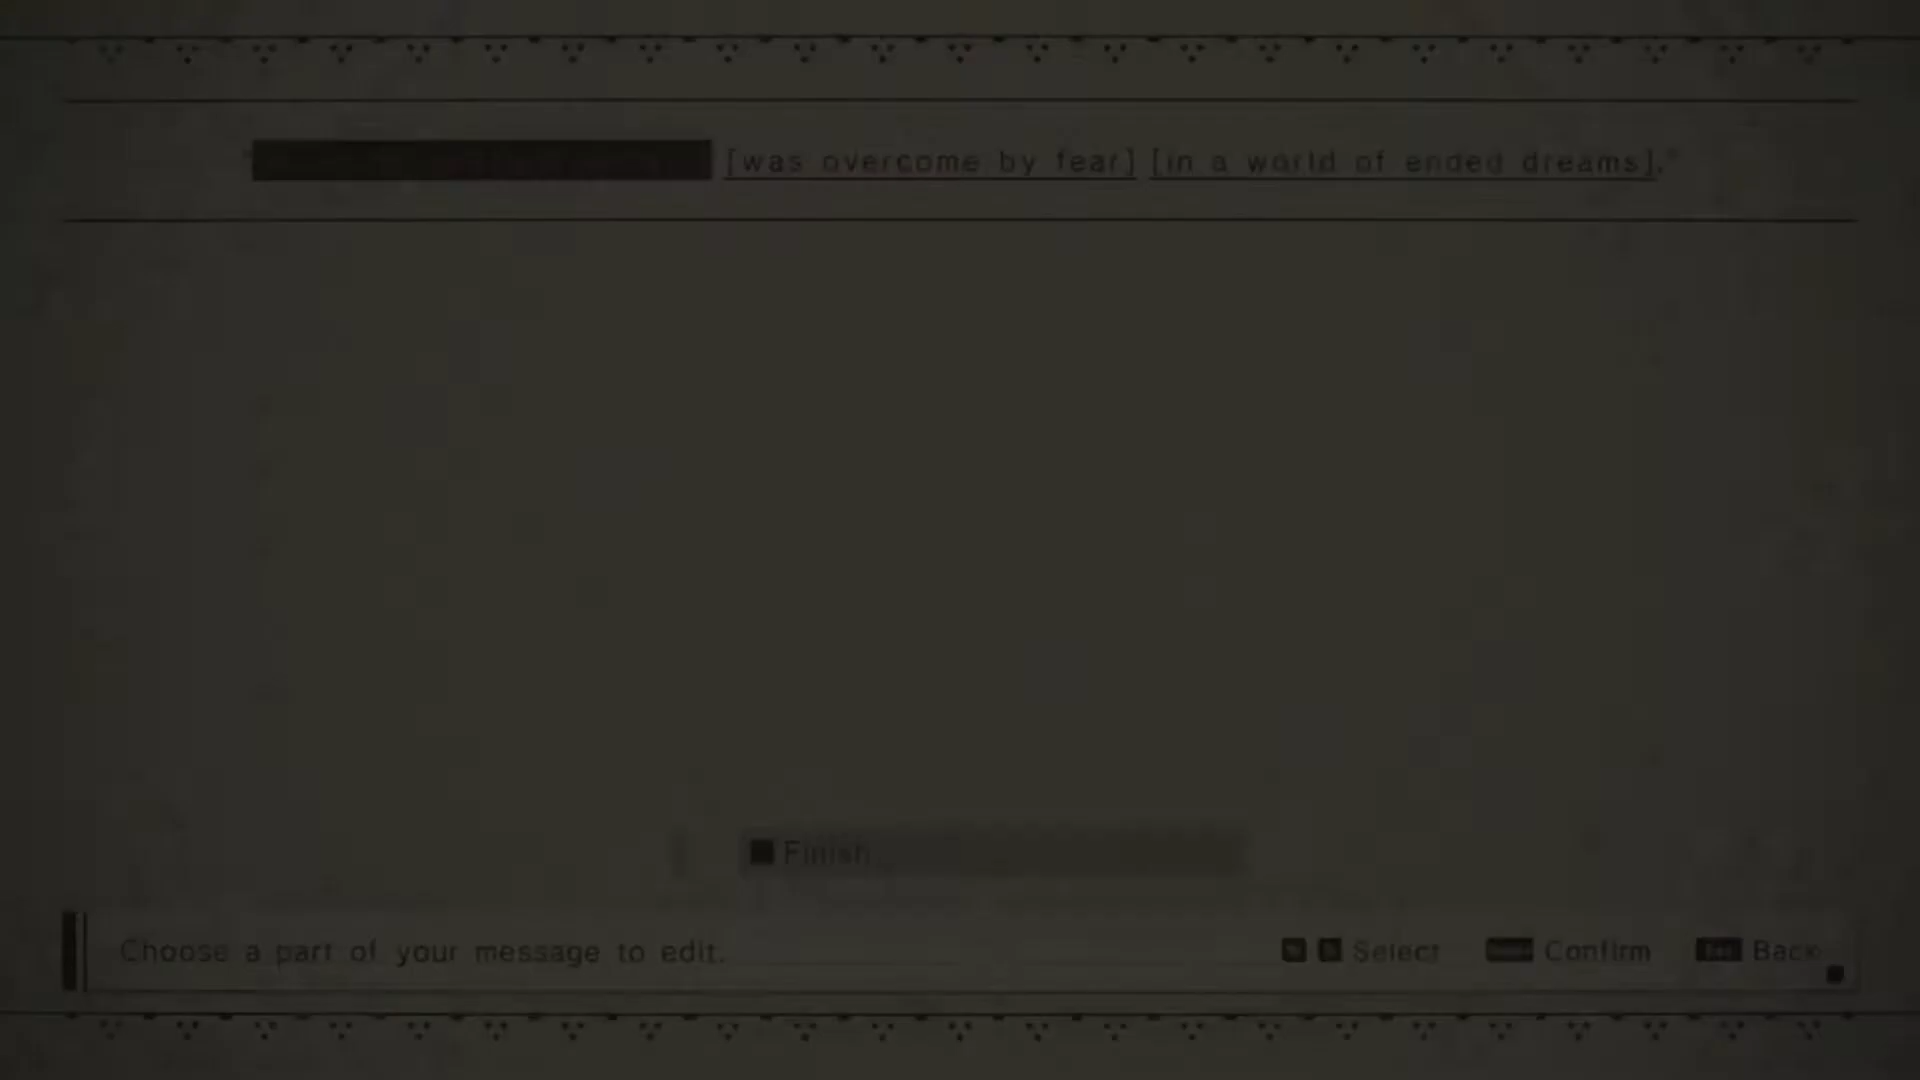 [was overcome by fear] [in a world of ended dreams]."
Finish
Choose a part of your message to edit.
Select Confirm Back